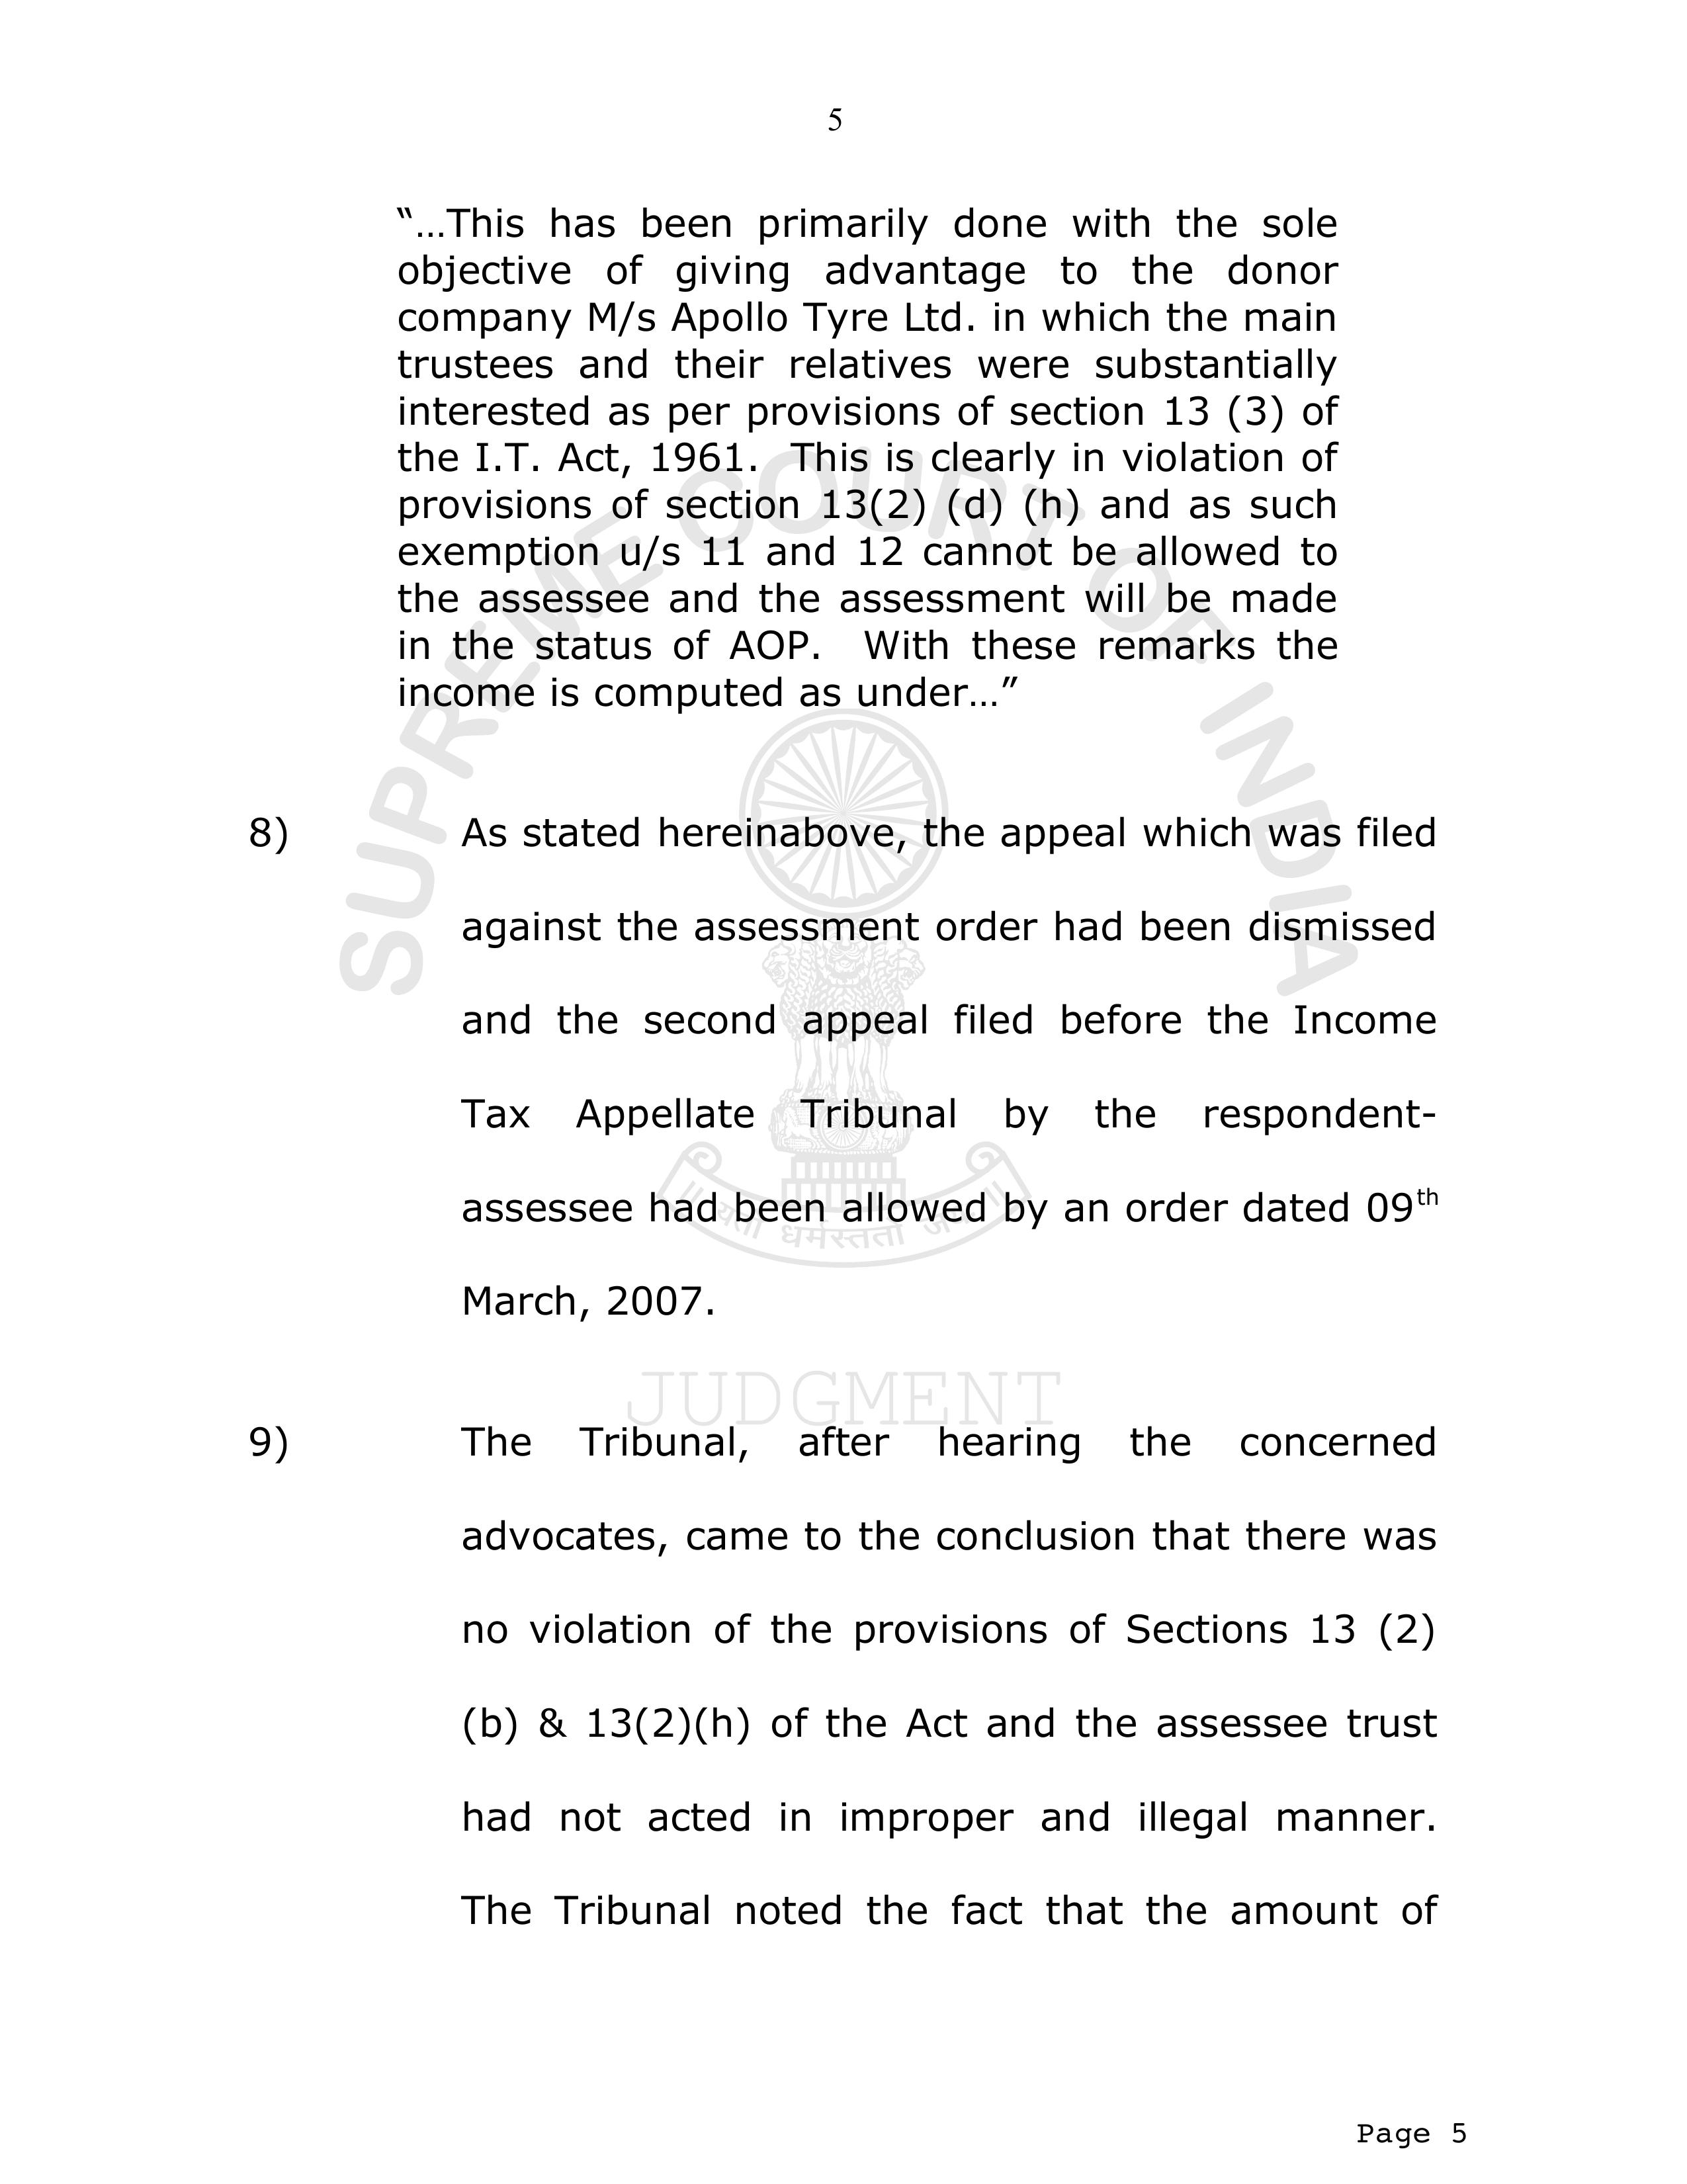 5
“…This has been primarily done with the sole
objective of giving advantage to the donor
company M/s Apollo Tyre Ltd. in which the main
trustees and their relatives were substantially
interested as per provisions of section 13 (3) of
the I.T. Act, 1961. This is clearly in violation of
provisions of section 13(2) (d) (h) and as such
exemption u/s 11 and 12 cannot be allowed to
the assessee and the assessment will be made
in the status of AOP. With these remarks the
income is computed as under…”
SUPREME COURT OF INDIA
8) As stated hereinabove, the appeal which was filed
against the assessment order had been dismissed
and the second appeal filed before the Income
Tax Appellate Tribunal by the respondent-
assessee had been allowed by an order dated 09th
March, 2007.
JUDGMENT
9) The Tribunal, after hearing the concerned
advocates, came to the conclusion that there was
no violation of the provisions of Sections 13 (2)
(b) & 13(2)(h) of the Act and the assessee trust
had not acted in improper and illegal manner.
The Tribunal noted the fact that the amount of
Page 5